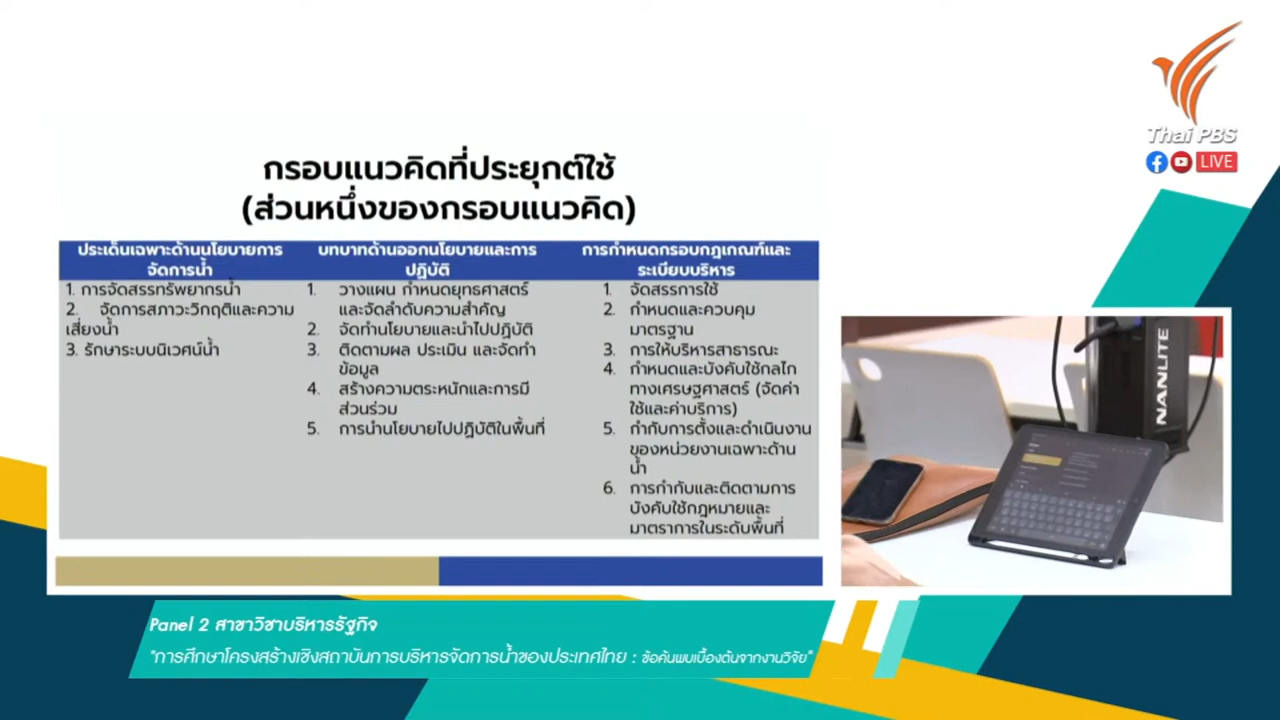 Thai PBS
LIVE
กรอบแนวคิดที่ประยุกต์ใช้
(ส่วนหนึ่งของกรอบแนวคิด)
ประเด็นเฉพาะด้านนโยบายการ
จัดการน้ำ
1. การจัดสรรทรัพยากรน้ำ
2. จัดการสภาวะวิกฤติและความ
เสี่ยงน้ำ
3. รักษาระบบนิเวศน์น้ำ
บทบาทด้านออกนโยบายและการ
ปฏิบัติ
1. วางแผน กำหนดยุทธศาสตร์
และจัดลำดับความสำคัญ
2. จัดทำนโยบายและนำไปปฏิบัติ
3. ติดตามผล ประเมิน และจัดทำ
ข้อมูล
4. สร้างความตระหนักและการมี
ส่วนร่วม
5. การนำนโยบายไปปฏิบัติในพื้นที่
การกำหนดกรอบกฎเกณฑ์และ
ระเบียบบริหาร
1. จัดสรรการใช้
2. กำหนดและควบคุม
มาตรฐาน
3. การให้บริหารสาธารณะ
4. กำหนดและบังคับใช้กลไก
ทางเศรษฐศาสตร์ (จัดค่า
ใช้และค่าบริการ)
5. กำกับการตั้งและดำเนินงาน
ของหน่วยงานเฉพาะด้าน
น้ำ
6. การกำกับและติดตามการ
บังคับใช้กฎหมายและ
มาตราการในระดับพื้นที่
NANLITE
Panel 2 สาขาวิชาบริหารรัฐกิจ
"การศึกษาโครงสร้างเชิงสถาบันการบริหารจัดการน้ำของประเทศไทย : ข้อค้นพบเบื้องต้นจากงานวิจัย"